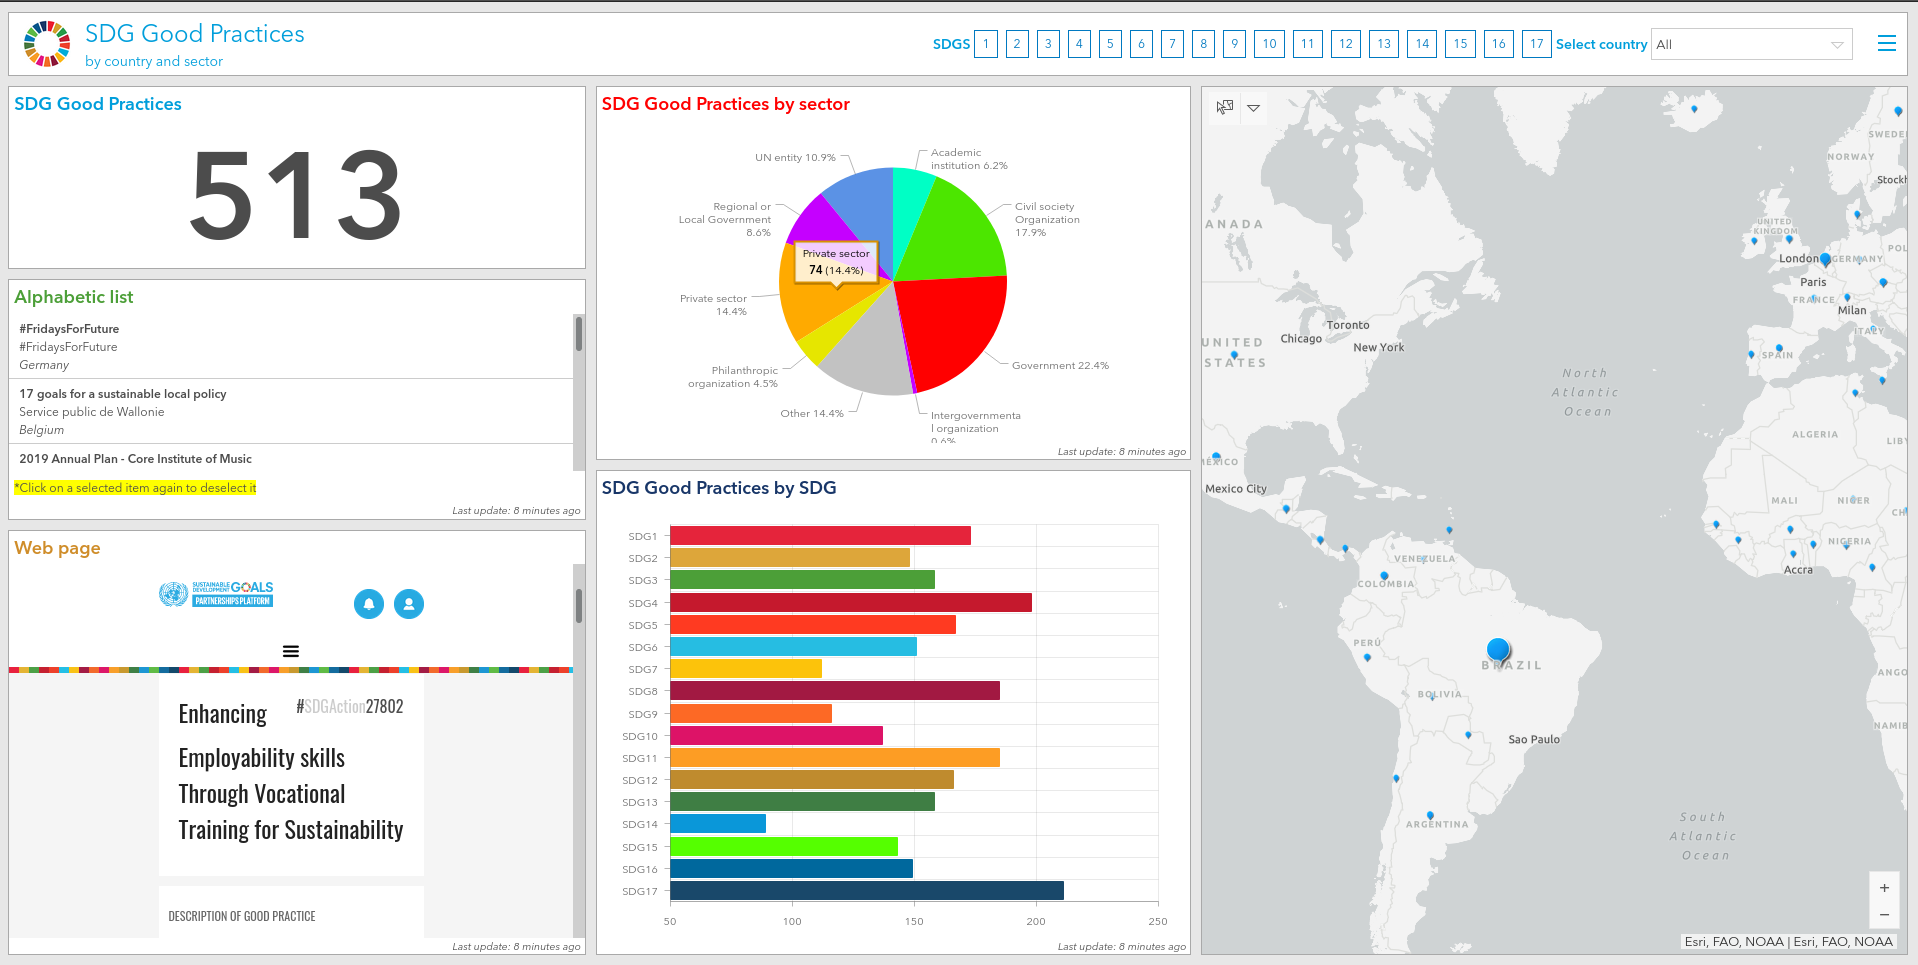 SDG Good Practices
by country and sector
SDGS 1 2 3 4 5 6 7 8 9 10 11 12 13 14 15 16 17 Select country All
SDG Good Practices
513
Alphabetic list
#FridaysForFuture
#FridaysForFuture
Germany
17 goals for a sustainable local policy
Service public de Wallonie
Belgium
2019 Annual Plan - Core Institute of Music
*Click on a selected item again to deselect it
Last update: 8 minutes ago
Web page
SUSTAINABLE
DEVELOPMENT GOALS
PARTNERSHIPS PLATFORM
#SDGAction27802
Enhancing
Employability skills
Through Vocational
Training for Sustainability
DESCRIPTION OF GOOD PRACTICE
Last update: 8 minutes ago
SDG Good Practices by sector
UN entity 10.9%
Academic
institution 6.2%
Regional or
Local Government
8.6%
Civil society
Organization
17.9%
Private sector
74 (14.4%)
Private sector
14.4%
Philanthropic
organization 4.5%
Government 22.4%
Other 14.4%
Intergovernmenta
l organization
0.6%
Last update: 8 minutes ago
SDG Good Practices by SDG
SDG1
SDG2
SDG3
SDG4
SDG5
SDG6
SDG7
SDG8
SDG9
SDG10
SDG11
SDG12
SDG13
SDG14
SDG15
SDG16
SDG17
50 100 150 200 250
Last update: 8 minutes ago
SWEDE
NORWAY
Stockh
ANADA
UNITED
KINGDOM
POL
London
GERMANY
Paris
FRANCE
Milan
ITALY
Toronto
Chicago
New York
UNITED
STATES
SPAIN
North
Atlantic
Ocean
ALGERIA
LIBY
MÉXICO
Mexico City
MALI
NIGER
CH
NIGERIA
Accra
VENEZUELA
COLOMBIA
PERÚ
BRAZIL
BOLIVIA
ANGO
NAMIB
Sao Paulo
ARGENTINA
South
Atlantic
Ocean
+
−
Esri, FAO, NOAA | Esri, FAO, NOAA